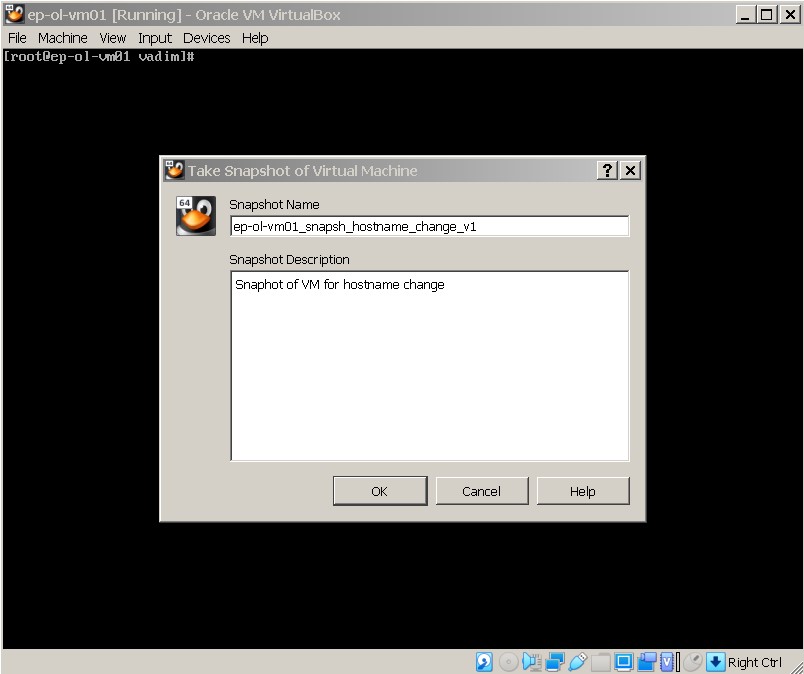 ep-ol-vm01 [Running] - Oracle VM VirtualBox
File Machine View Input Devices Help
[root@ep-ol-vm01 vadim]#
64 Take Snapshot of Virtual Machine
64
Snapshot Name
ep-ol-vm01_snapsh_hostname_change_v1
Snapshot Description
Snaphot of VM for hostname change
OK Cancel Help
V Right Ctrl